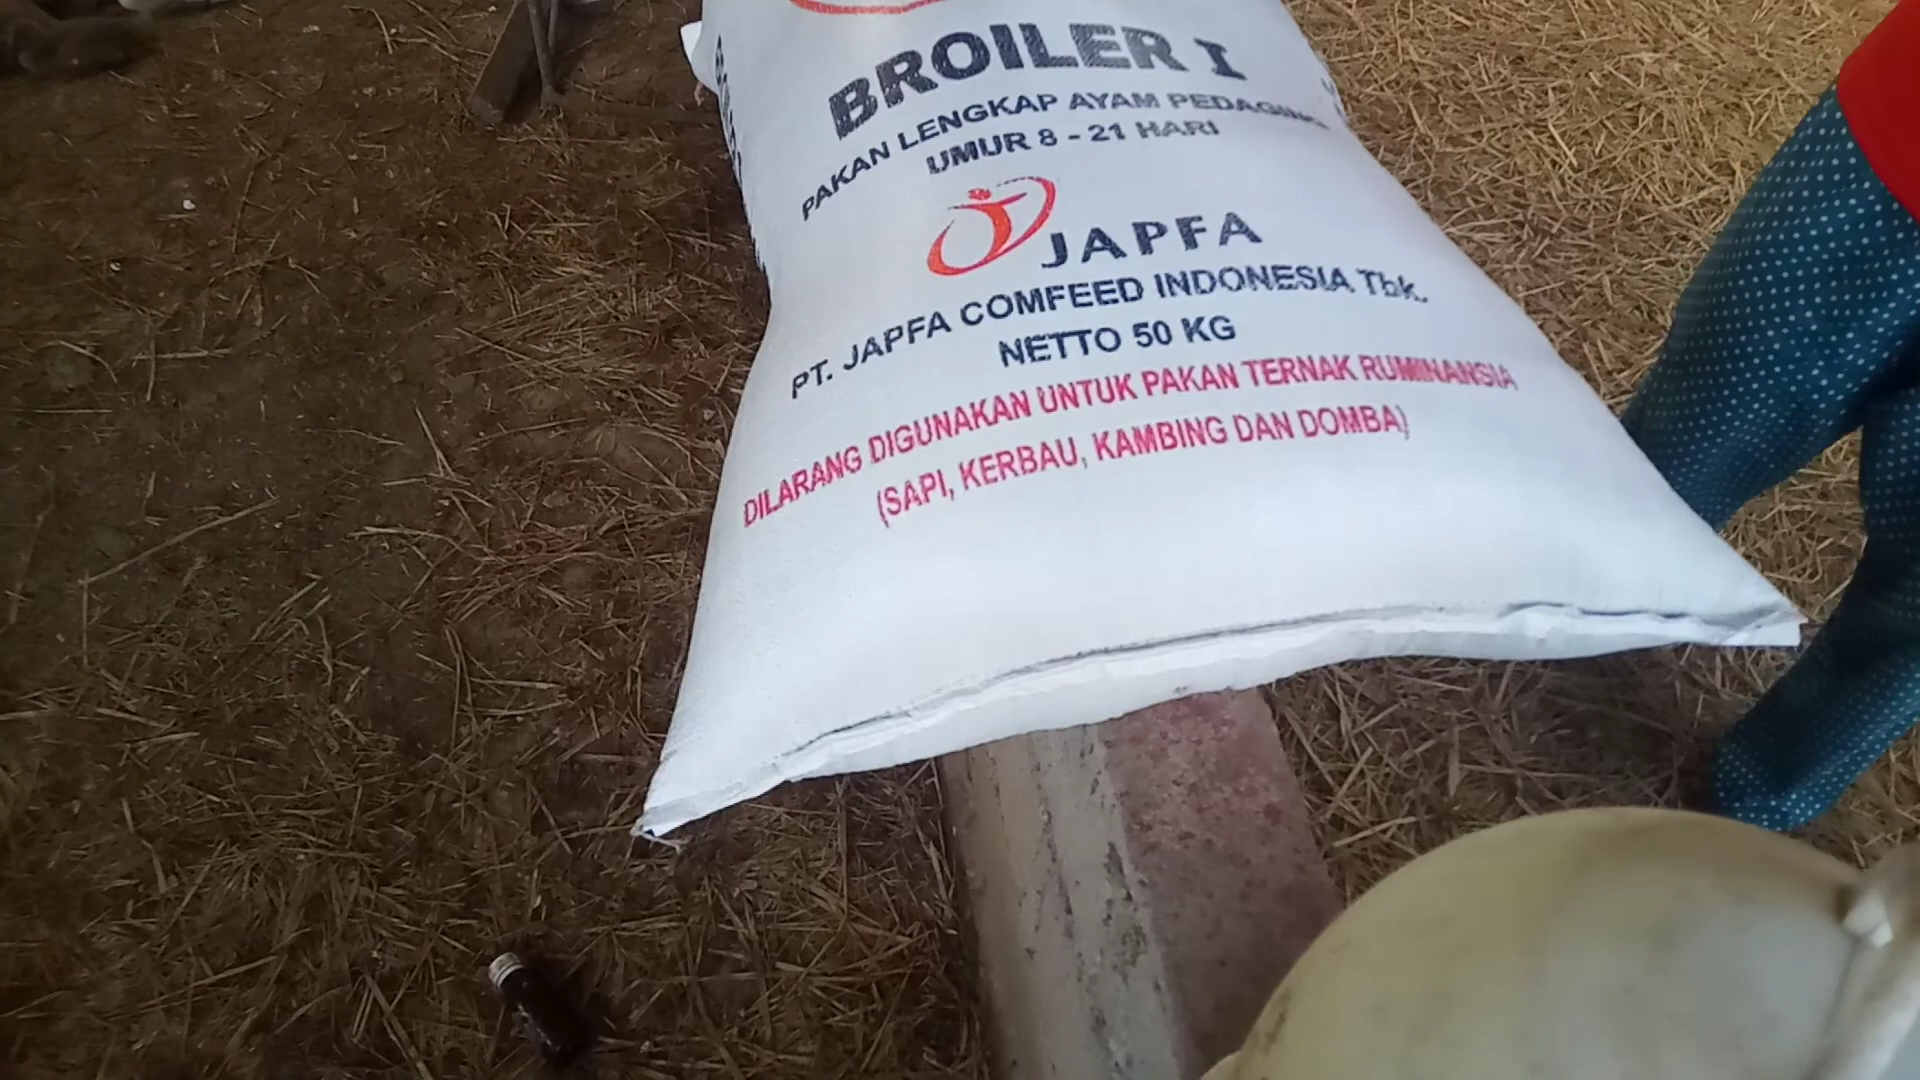 BROILER I
PAKAN LENGKAP AYAM PEDAGING
UMUR 8 - 21 HARI
JAPFA
PT. JAPFA COMFEED INDONESIA Tbk.
NETTO 50 KG
DILARANG DIGUNAKAN UNTUK PAKAN TERNAK RUMINANSIA
(SAPI, KERBAU, KAMBING DAN DOMBA)